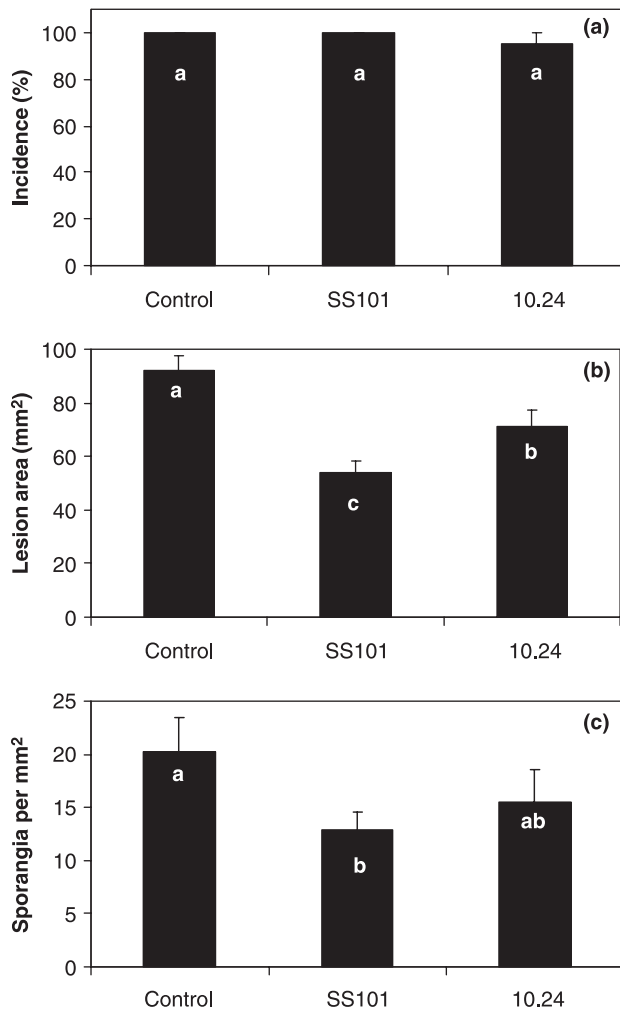 (a)
Incidence (%)
100
80
60
40
20
0
a
a
a
Control
SS101
10.24
(b)
Lesion area (mm²)
100
80
60
40
20
0
a
c
b
Control
SS101
10.24
(c)
Sporangia per mm²
25
20
15
10
5
0
a
b
ab
Control
SS101
10.24